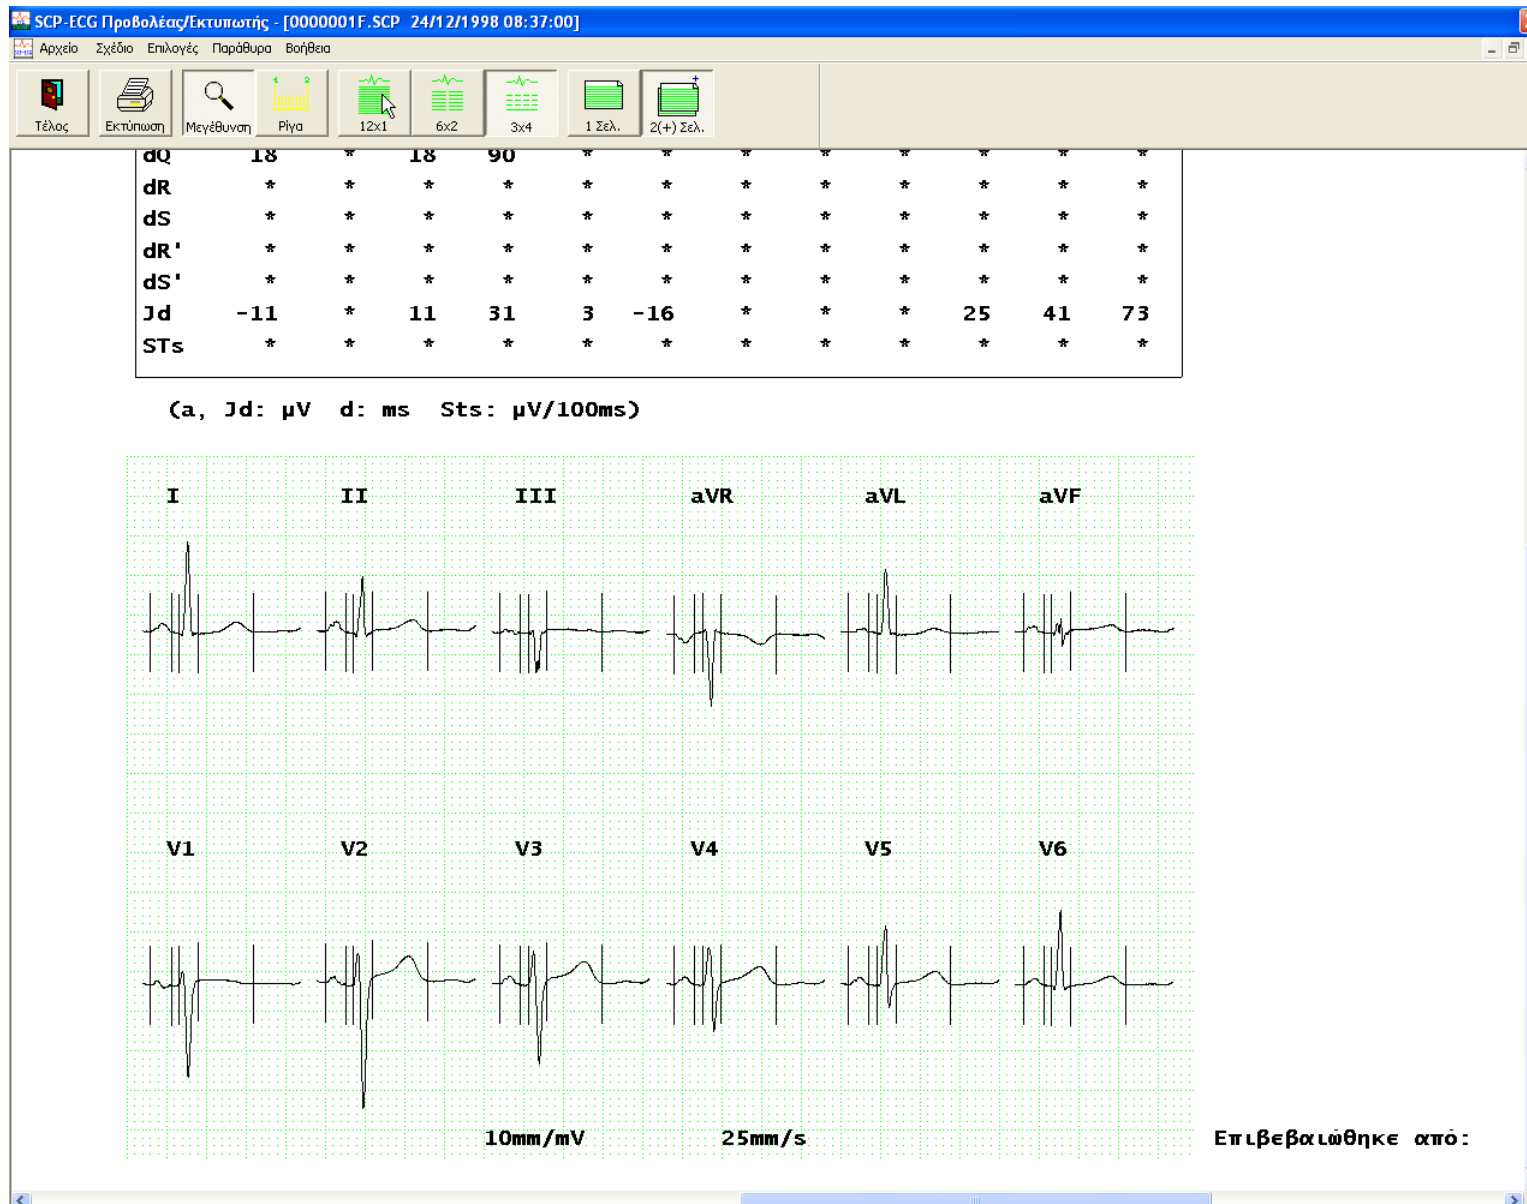 SCP-ECG Προβολέας/Εκτυπωτής - [0000001F.SCP 24/12/1998 08:37:00]
Αρχείο Σχέδιο Επιλογές Παράθυρα Βοήθεια
1 2
Τέλος Εκτύπωση Μεγέθυνση Ρίγα 12x1 6x2 3x4 1 Σελ. 2(+) Σελ.
dQ 18 * 18 90 * * * * * * * *
dR * * * * * * * * * * * *
dS * * * * * * * * * * * *
dR' * * * * * * * * * * * *
dS' * * * * * * * * * * * *
Jd -11 * 11 31 3 -16 * * * 25 41 73
STs * * * * * * * * * * * *
(a, Jd: μV d: ms Sts: μV/100ms)
I II III aVR aVL aVF
V1 V2 V3 V4 V5 V6
10mm/mV 25mm/s Επιβεβαιώθηκε από: